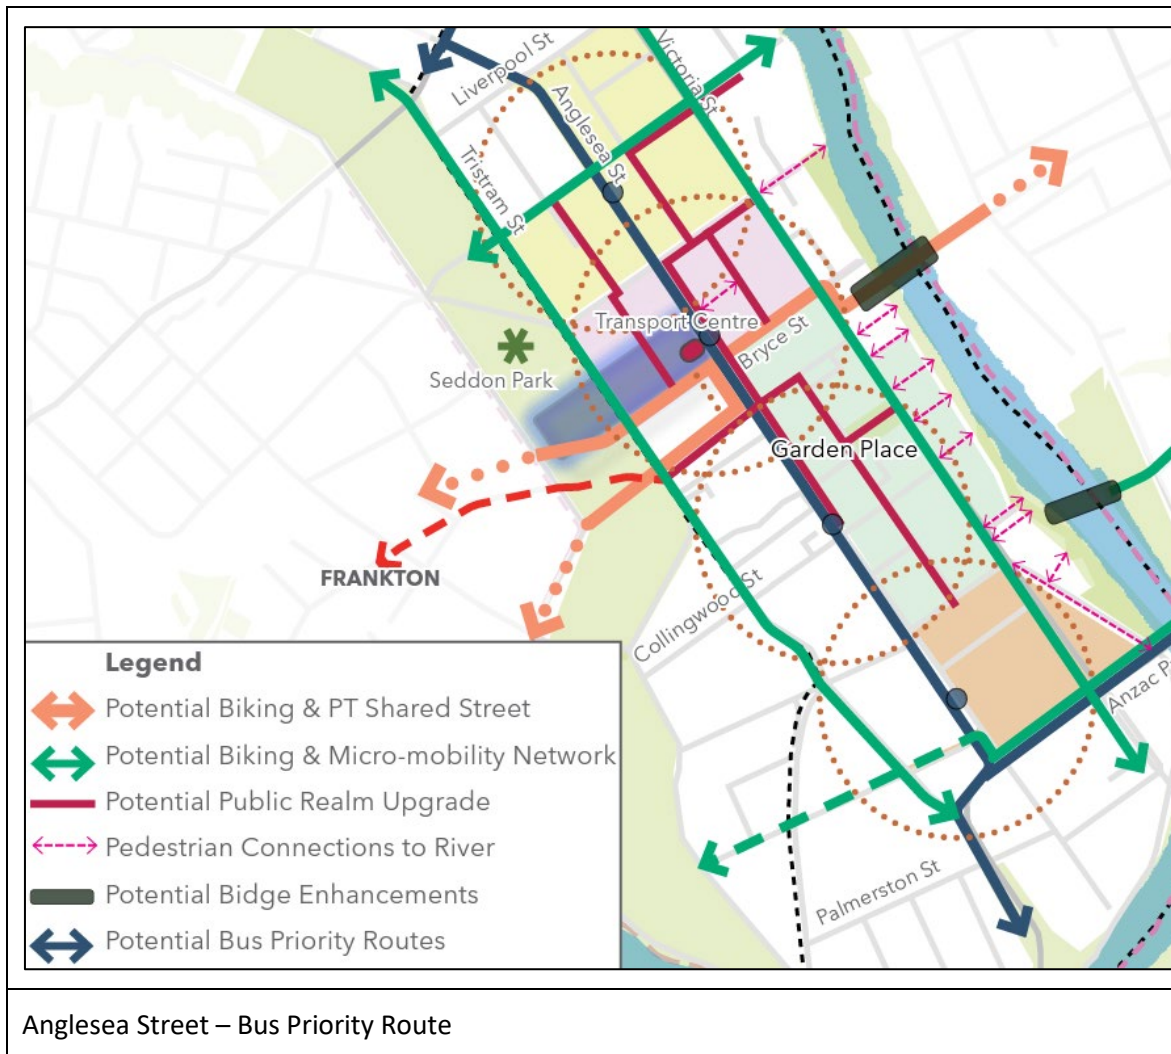 Liverpool St
Victoria St
Anglesea St
Tristram St
Transport Centre
Bryce St
Seddon Park
Garden Place
FRANKTON
Collingwood St
Anzac P
Palmerston St
Legend
Potential Biking & PT Shared Street
Potential Biking & Micro-mobility Network
Potential Public Realm Upgrade
Pedestrian Connections to River
Potential Bidge Enhancements
Potential Bus Priority Routes
Anglesea Street – Bus Priority Route